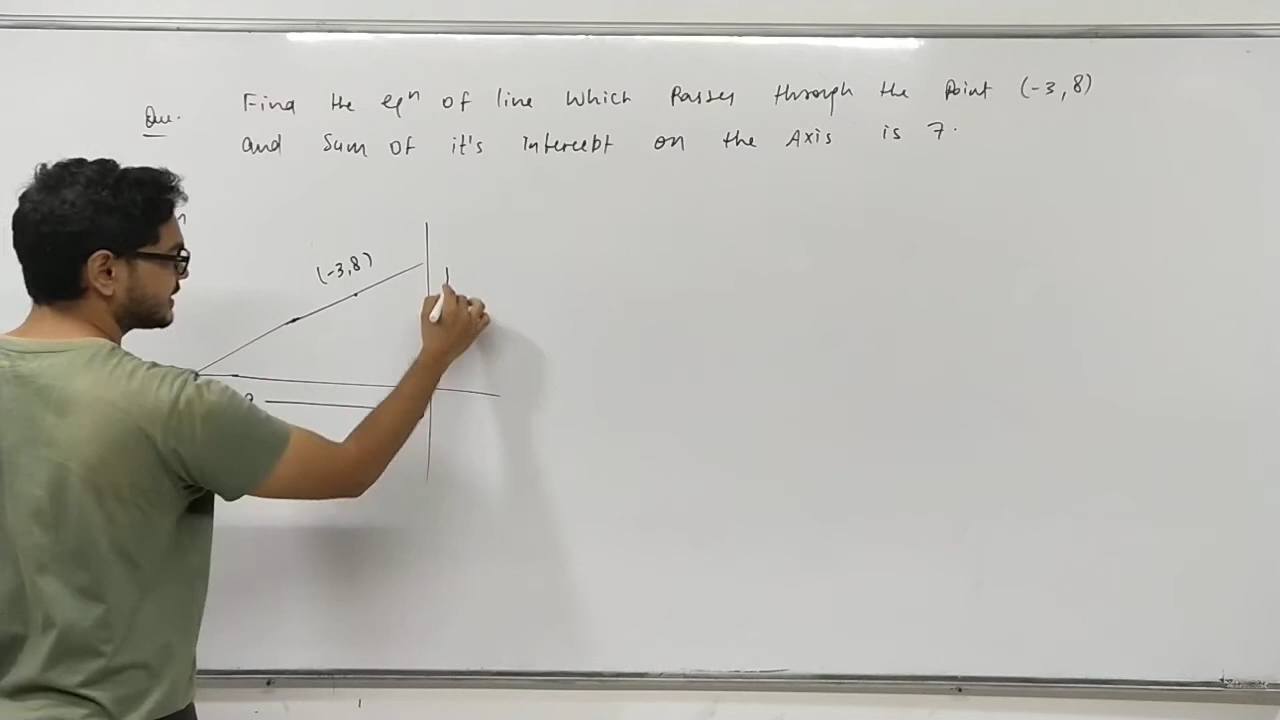 Que. Find the eqⁿ of line which Passes through the Point (-3,8)
and Sum of it's Intercept on the Axis is 7.
(-3,8)